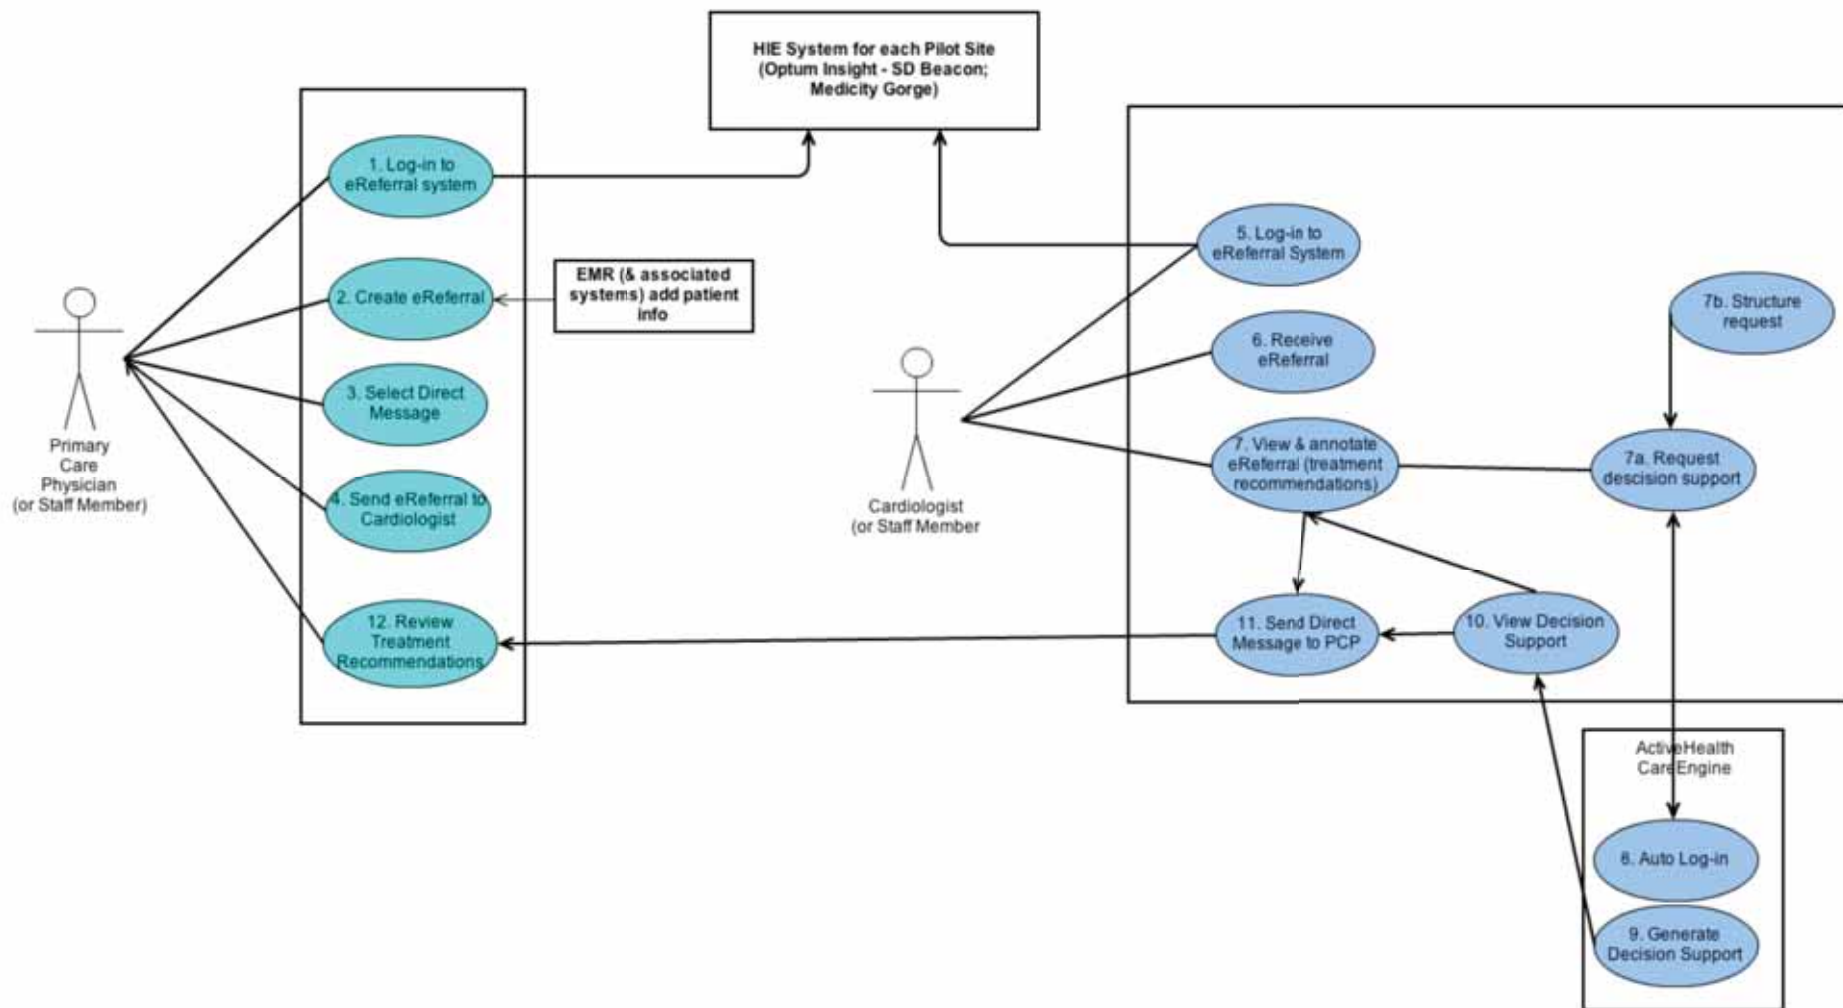 HIE System for each Pilot Site
(Optum Insight - SD Beacon;
Medicity Gorge)
1. Log-in to
eReferral system
2. Create eReferral
EMR (& associated
systems) add patient
info
3. Select Direct
Message
4. Send eReferral to
Cardiologist
12. Review
Treatment
Recommendations
Primary
Care
Physician
(or Staff Member)
Cardiologist
(or Staff Member
5. Log-in to
eReferral System
6. Receive
eReferral
7. View & annotate
eReferral (treatment
recommendations)
7b. Structure
request
7a. Request
descision support
11. Send Direct
Message to PCP
10. View Decision
Support
ActiveHealth
CareEngine
8. Auto Log-in
9. Generate
Decision Support